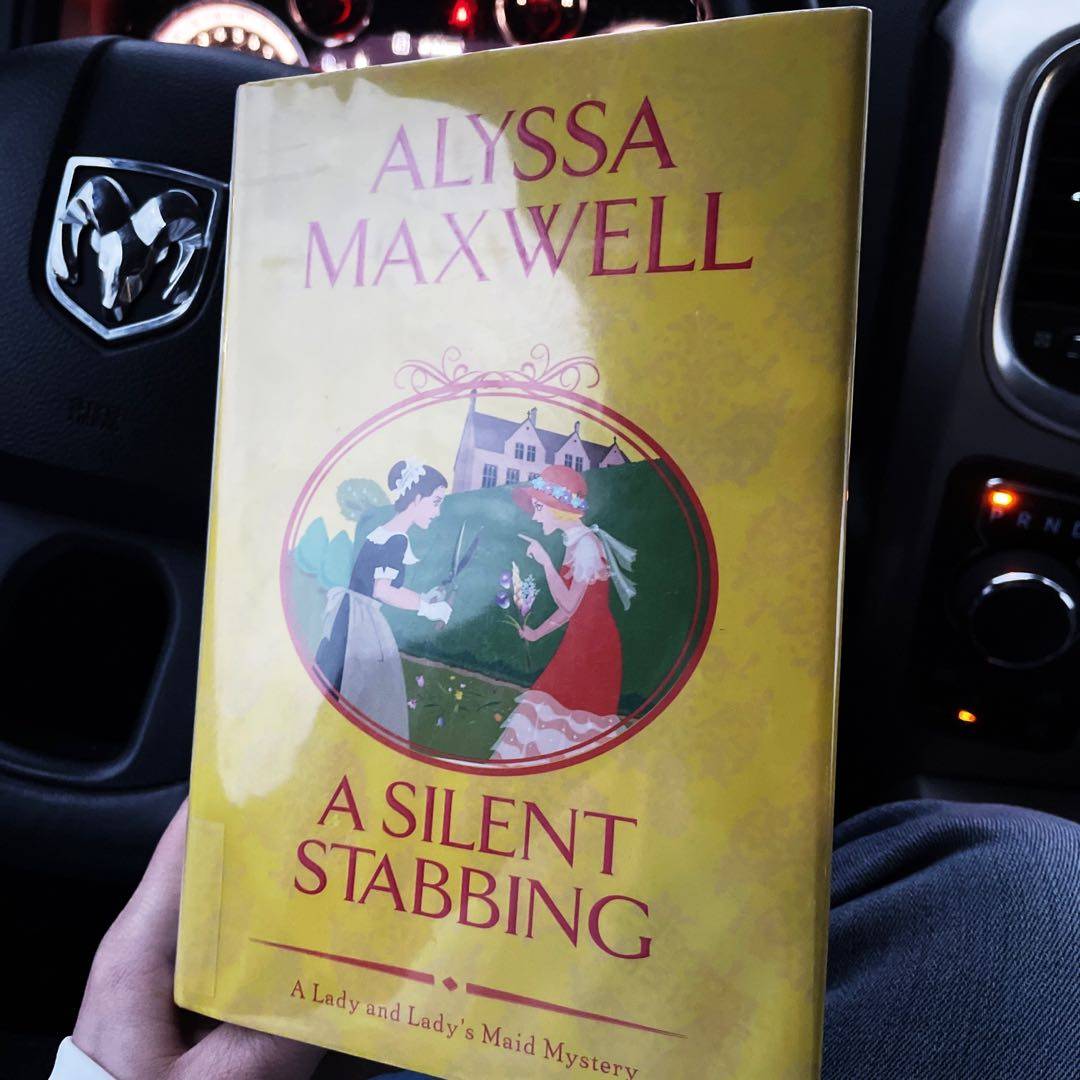 ALYSSA
MAXWELL
A SILENT
STABBING
A Lady and Lady's Maid Mystery
P R N